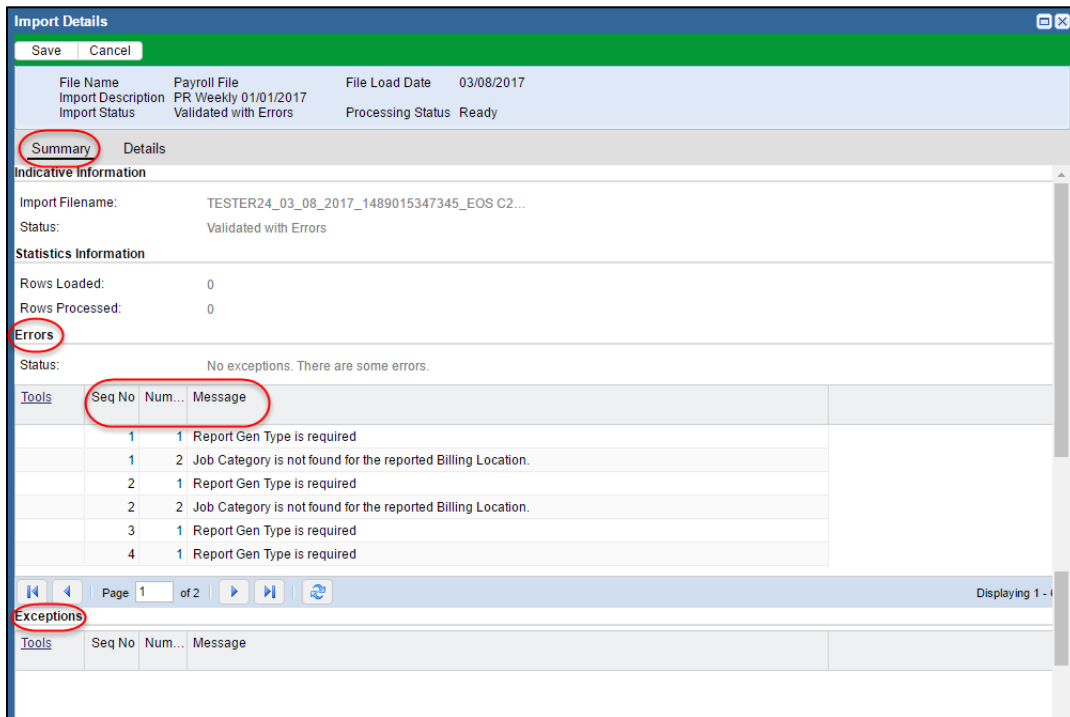 Import Details
Save Cancel
File Name Payroll File File Load Date 03/08/2017
Import Description PR Weekly 01/01/2017
Import Status Validated with Errors Processing Status Ready
Summary Details
Indicative Information
Import Filename: TESTER24_03_08_2017_1489015347345_EOS C2...
Status: Validated with Errors
Statistics Information
Rows Loaded: 0
Rows Processed: 0
Errors
Status: No exceptions. There are some errors.
Tools Seq No Num... Message
1 1 Report Gen Type is required
1 2 Job Category is not found for the reported Billing Location.
2 1 Report Gen Type is required
2 2 Job Category is not found for the reported Billing Location.
3 1 Report Gen Type is required
4 1 Report Gen Type is required
Page 1 of 2 Displaying 1 -
Exceptions
Tools Seq No Num... Message